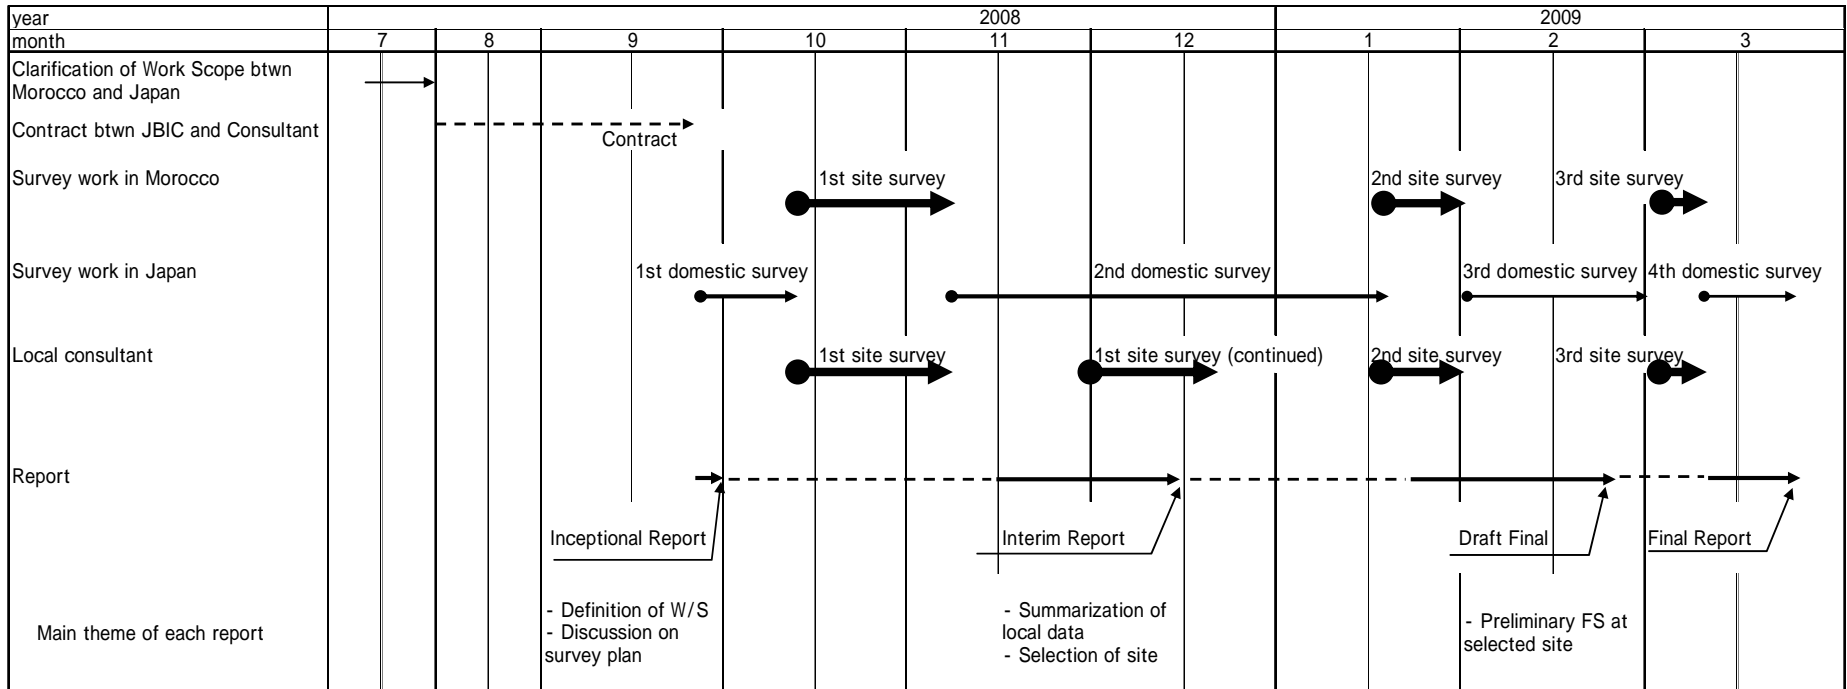 year 2008 2009
month 7 8 9 10 11 12 1 2 3
Clarification of Work Scope btwn
Morocco and Japan
Contract btwn JBIC and Consultant
Contract
Survey work in Morocco
1st site survey 2nd site survey 3rd site survey
Survey work in Japan
1st domestic survey 2nd domestic survey 3rd domestic survey 4th domestic survey
Local consultant
1st site survey 1st site survey (continued) 2nd site survey 3rd site survey
Report
Inceptional Report Interim Report Draft Final Final Report
Main theme of each report
- Definition of W/S
- Discussion on
survey plan
- Summarization of
local data
- Selection of site
- Preliminary FS at
selected site